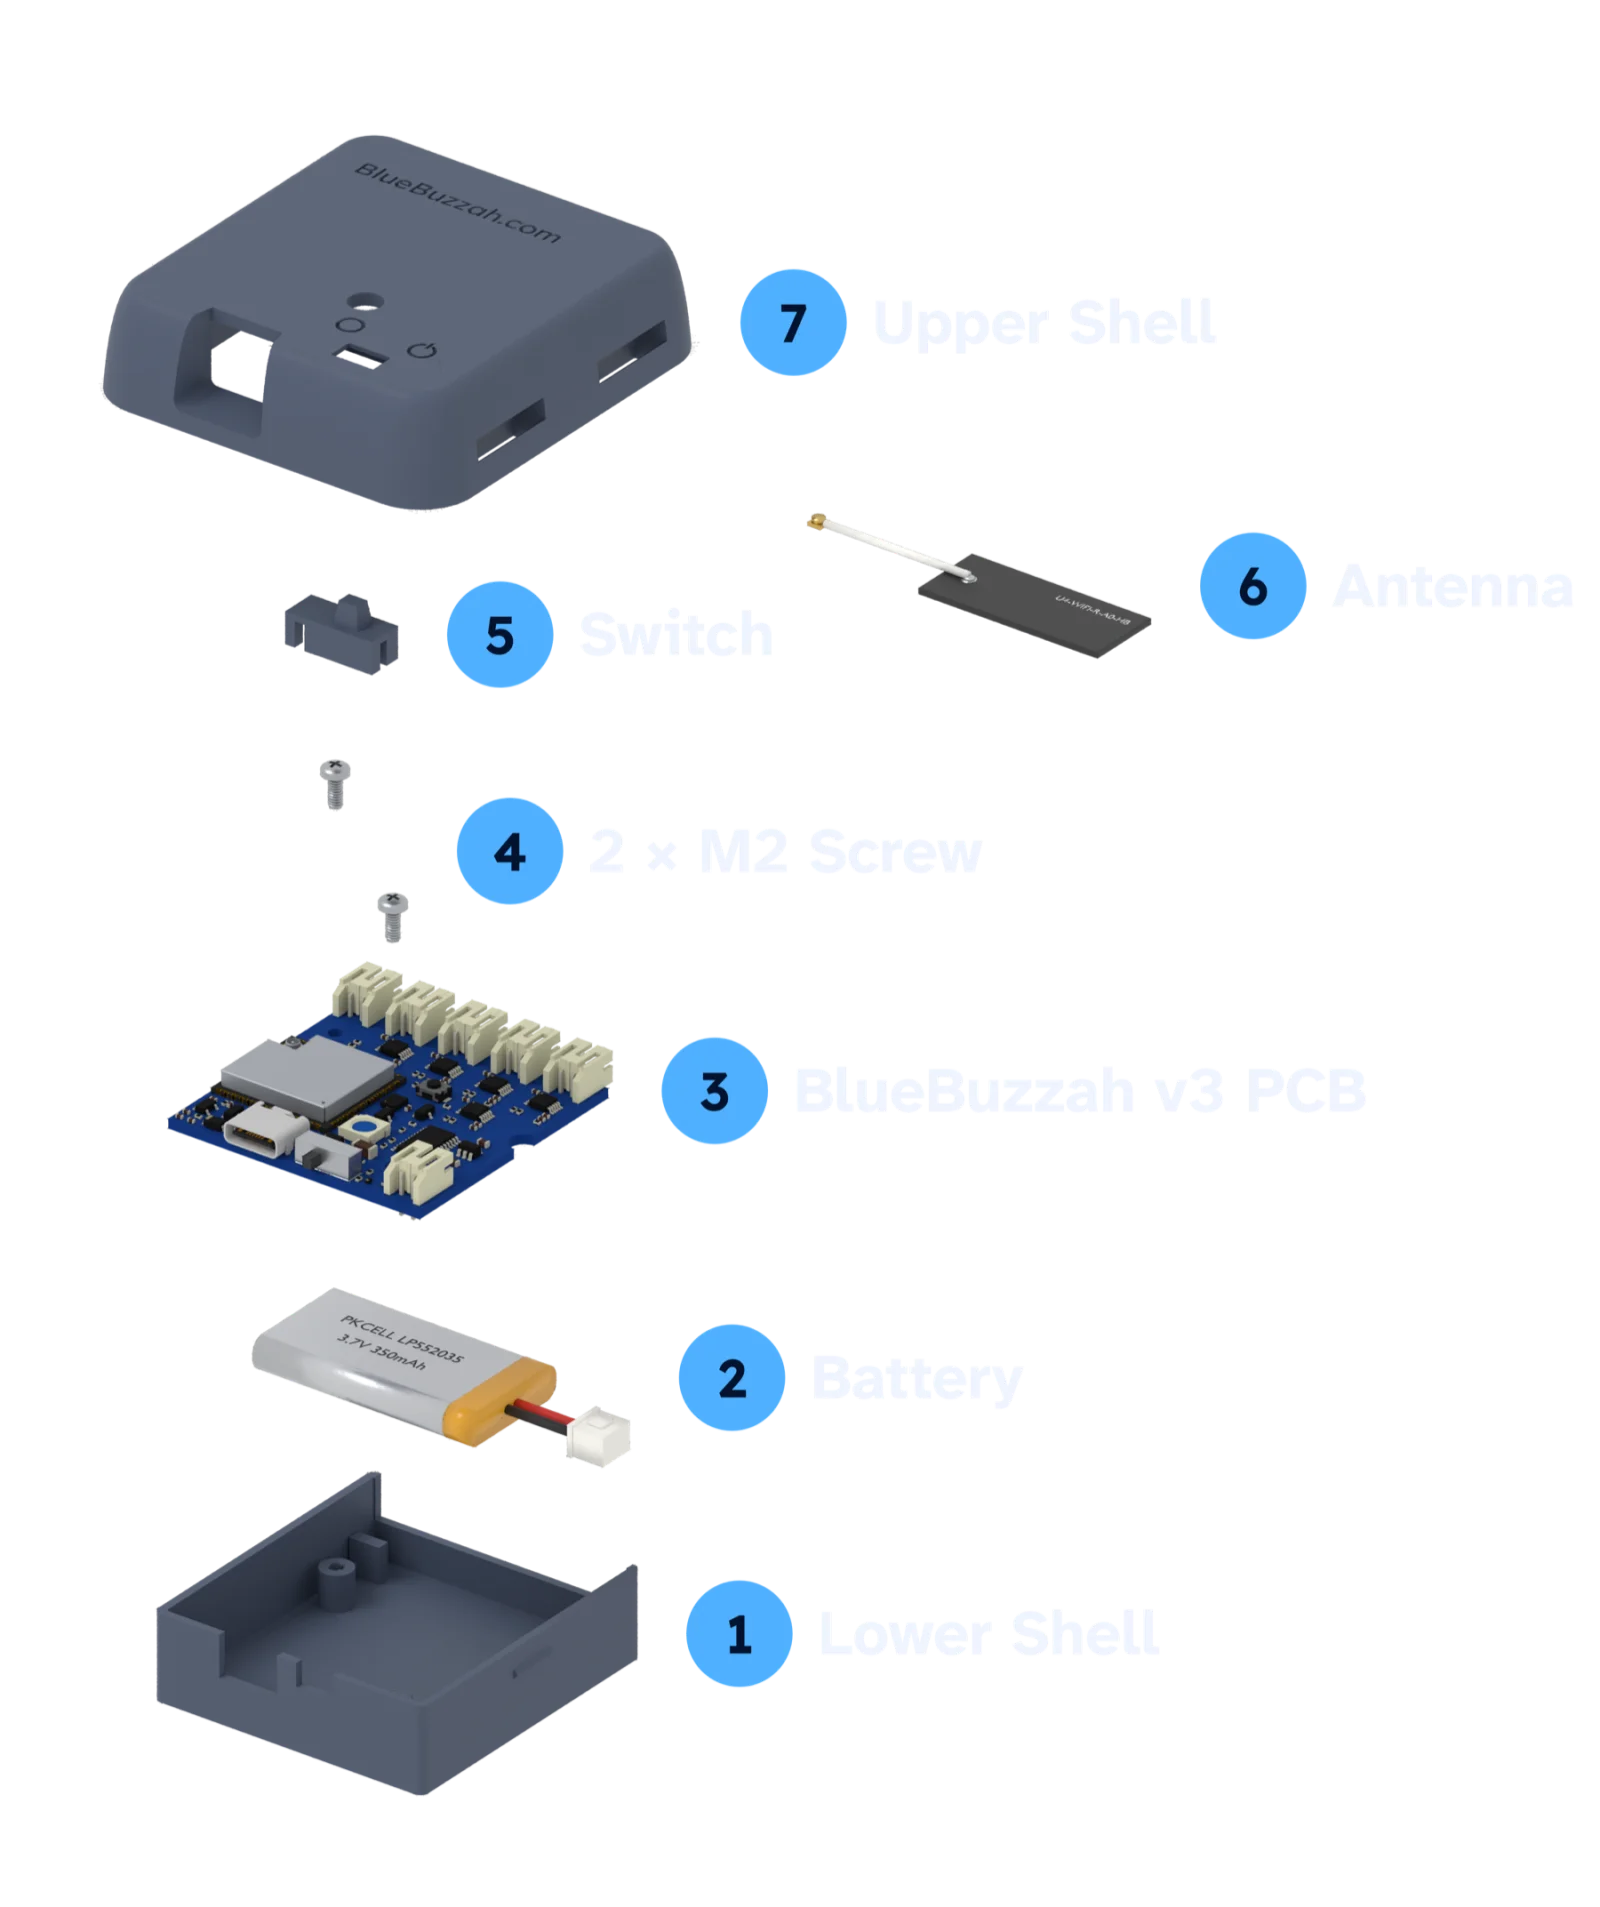 BlueBuzzah.com
7 Upper Shell
6 Antenna
5 Switch
4 2 × M2 Screw
3 BlueBuzzah v3 PCB
PKCELL LP552035
3.7V 350mAh
2 Battery
1 Lower Shell